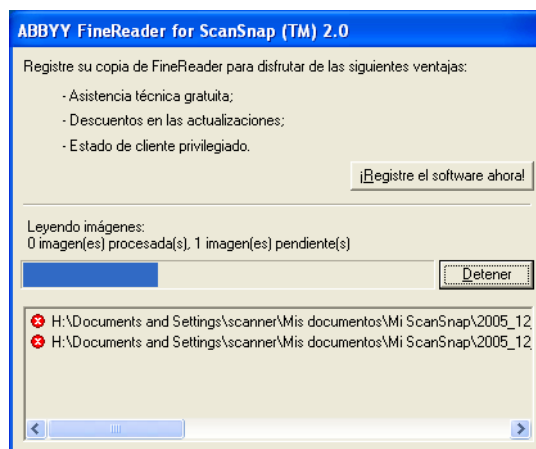 ABBYY FineReader for ScanSnap (TM) 2.0
Registre su copia de FineReader para disfrutar de las siguientes ventajas:
- Asistencia técnica gratuita;
- Descuentos en las actualizaciones;
- Estado de cliente privilegiado.
¡Registre el software ahora!
Leyendo imágenes:
0 imagen(es) procesada(s), 1 imagen(es) pendiente(s)
Detener
H:\Documents and Settings\scanner\Mis documentos\Mi ScanSnap\2005_12_
H:\Documents and Settings\scanner\Mis documentos\Mi ScanSnap\2005_12_